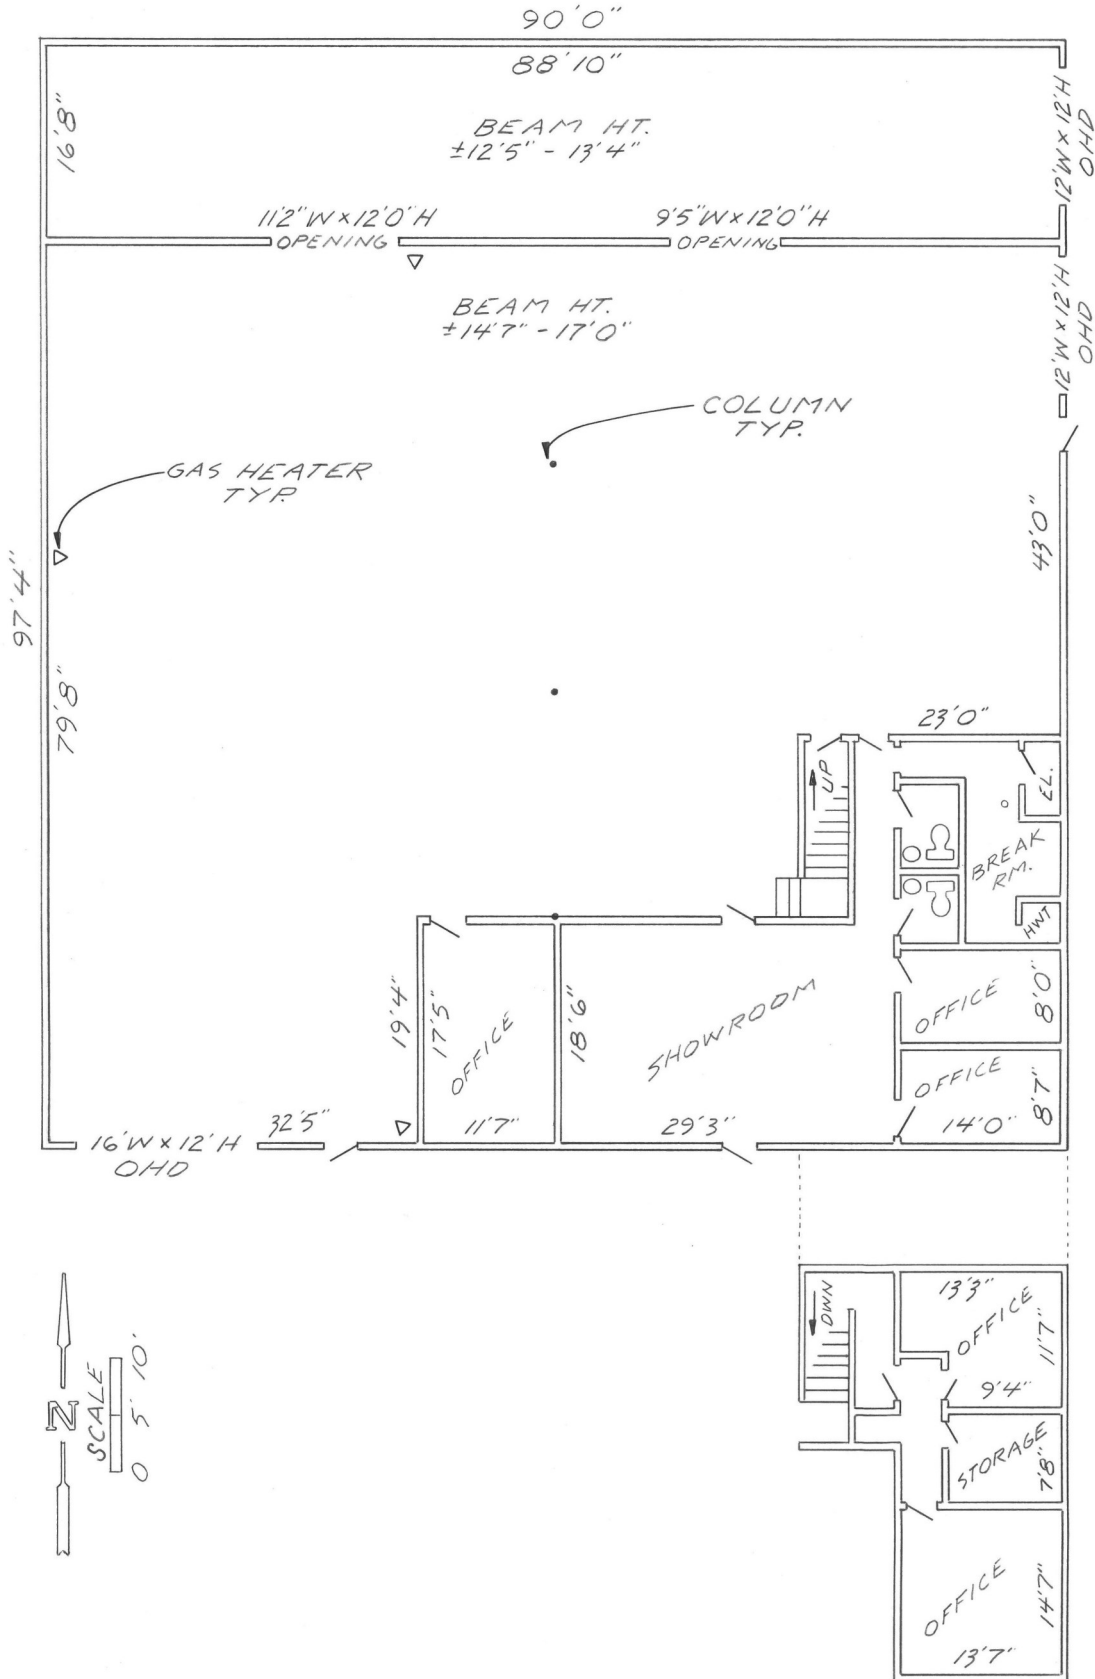 90'0"
88'10"
16'8"
BEAM HT.
±12'5" - 13'4"
12'W x 12'H
OHD
11'2" W x 12'0" H
OPENING
9'5" W x 12'0" H
OPENING
12'W x 12'H
OHD
BEAM HT.
±14'7" - 17'0"
COLUMN
TYP.
GAS HEATER
TYP.
43'0"
97'4"
79'8"
23'0"
UP
EL.
BREAK
RM.
HWT
19'4"
17'5"
OFFICE
11'7"
18'6"
SHOWROOM
29'3"
OFFICE
8'0"
OFFICE
8'7"
14'0"
32'5"
16'W x 12'H
OHD
DWN
13'3"
OFFICE
11'7"
9'4"
STORAGE
7'8"
OFFICE
14'7"
13'7"
N
SCALE
0 5' 10'